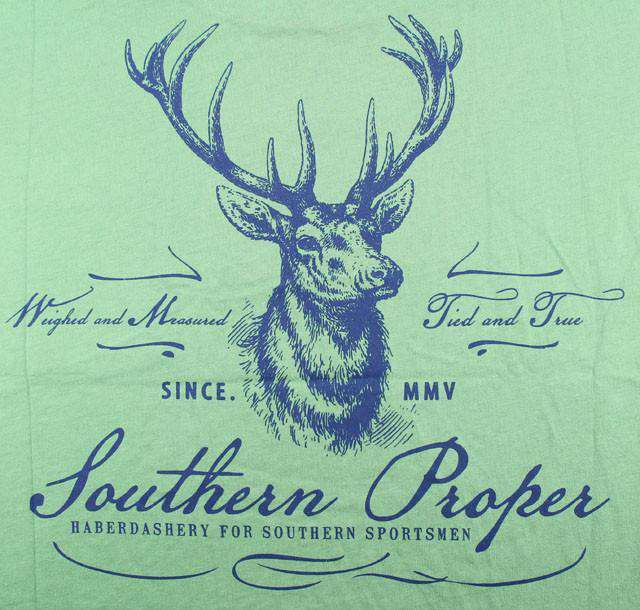 Weighed and Measured
Tied and True
SINCE. MMV
Southern Proper
HABERDASHERY FOR SOUTHERN SPORTSMEN